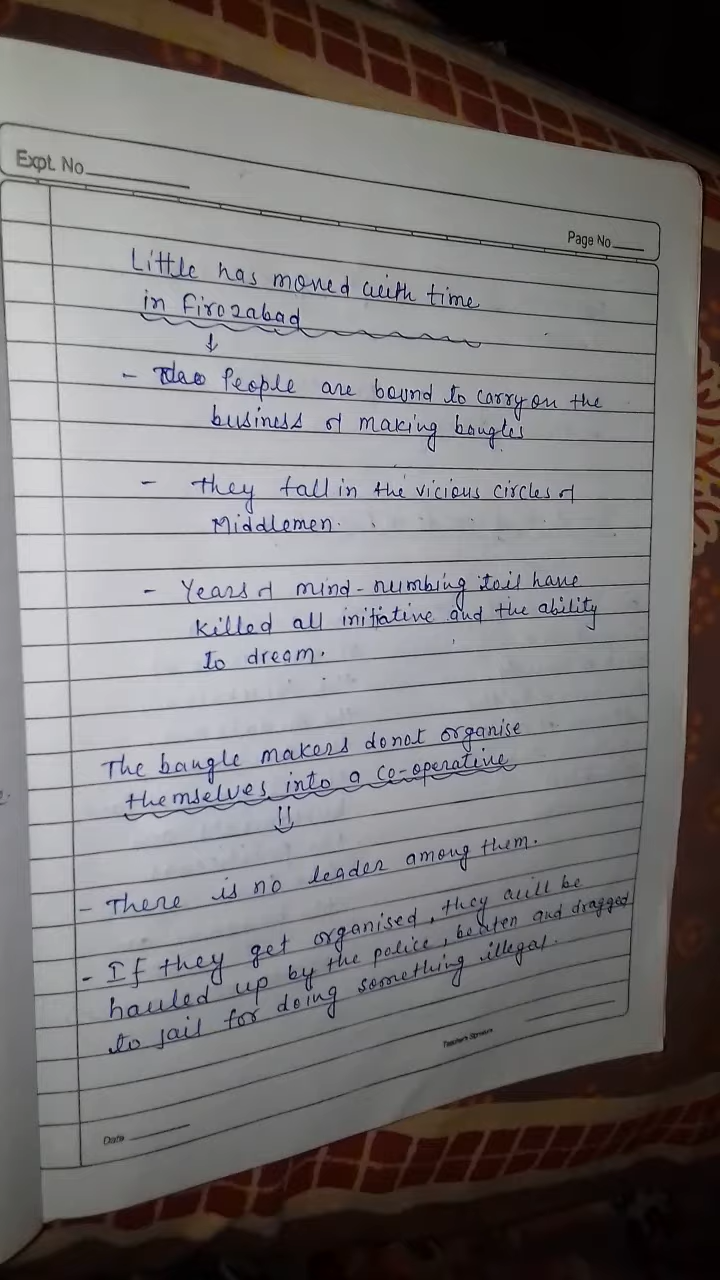 Expt. No
Page No
Little has moved with time
in Firozabad
↓
- People are bound to carry on the
business of making bangles
- they fall in the vicious circles of
Middlemen.
- Years of mind-numbing toil have
killed all initiative and the ability
to dream.
The bangle makers do not organise
themselves into a co-operative
⇓
- There is no leader among them.
- If they get organised, they will be
hauled up by the police, beaten and dragged
to jail for doing something illegal.
Teacher's Signature
Date